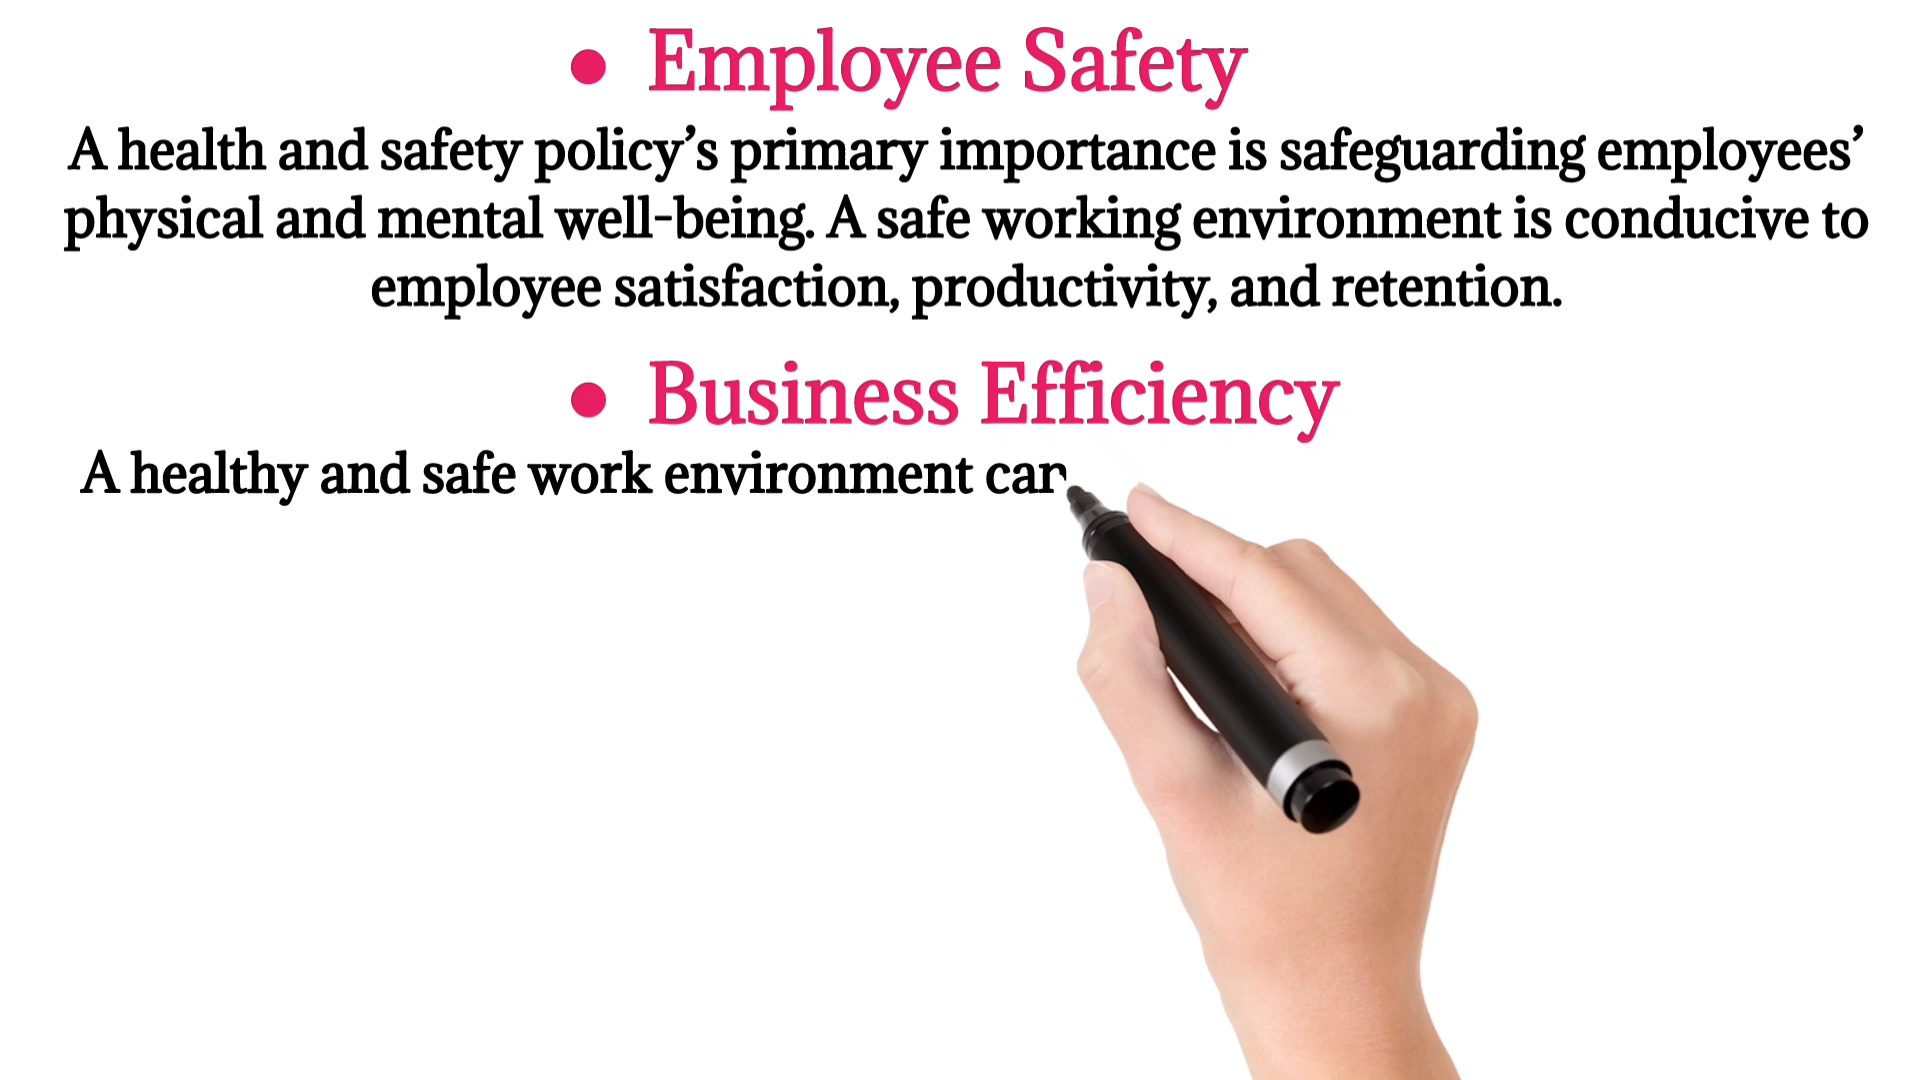 • Employee Safety
A health and safety policy’s primary importance is safeguarding employees’
physical and mental well-being. A safe working environment is conducive to
employee satisfaction, productivity, and retention.
• Business Efficiency
A healthy and safe work environment can